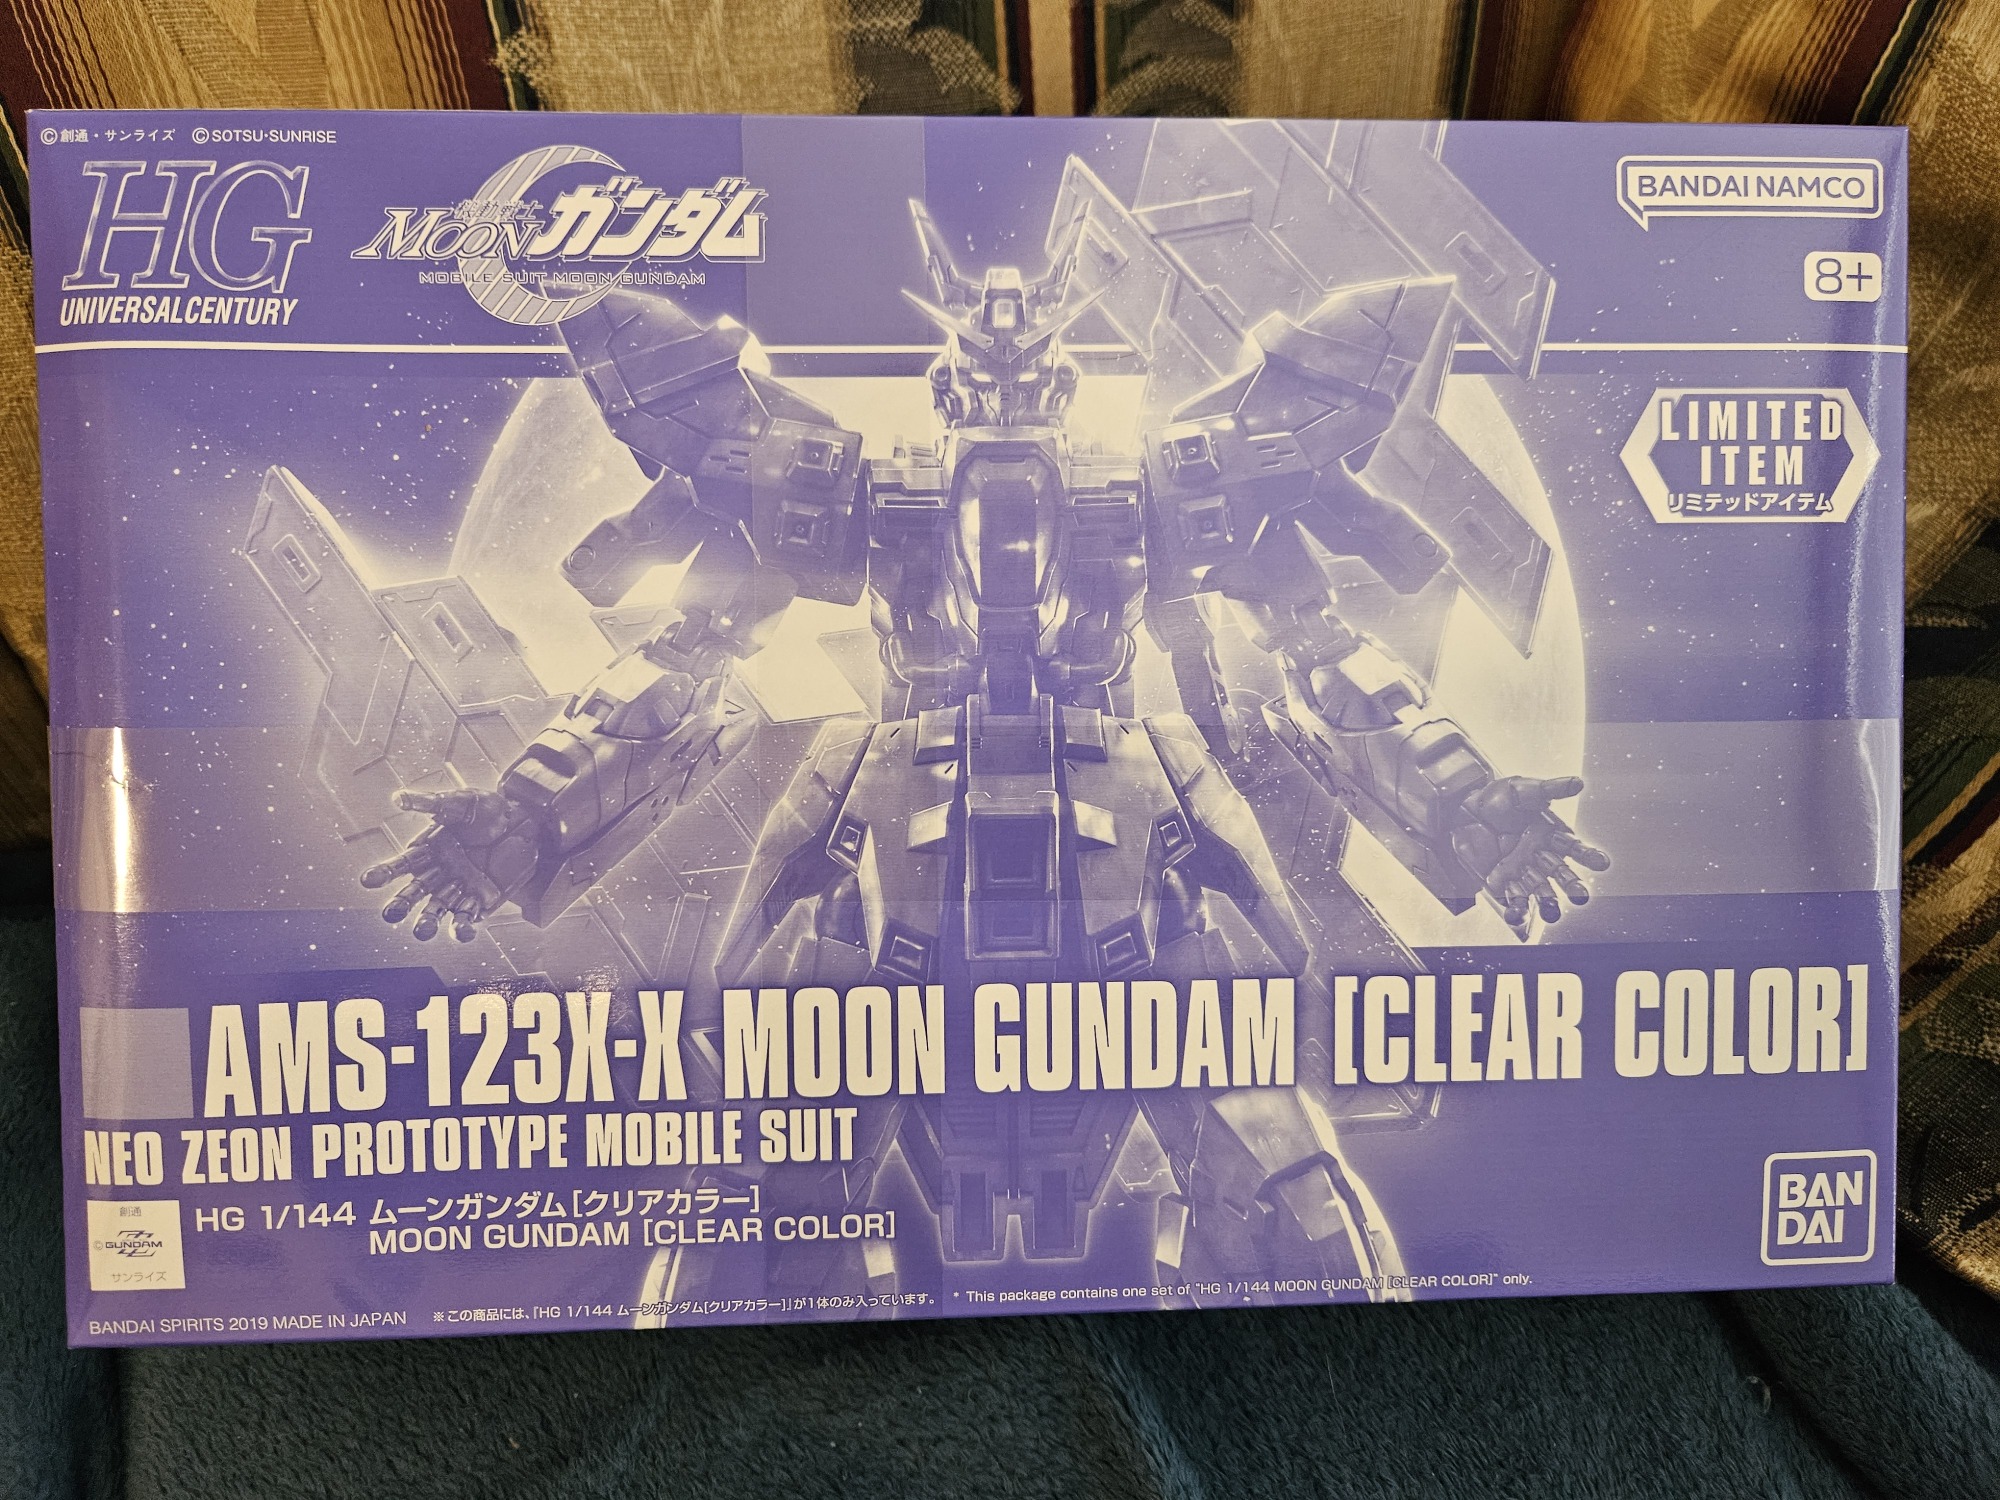 ©創通・サンライズ ©SOTSU・SUNRISE
HG
UNIVERSAL CENTURY
機動戦士
MOONガンダム
MOBILE SUIT MOON GUNDAM
BANDAI NAMCO
8+
LIMITED
ITEM
リミテッドアイテム
AMS-123X-X MOON GUNDAM [CLEAR COLOR]
NEO ZEON PROTOTYPE MOBILE SUIT
創通
©GUNDAM
サンライズ
HG 1/144 ムーンガンダム[クリアカラー]
MOON GUNDAM [CLEAR COLOR]
BAN
DAI
BANDAI SPIRITS 2019 MADE IN JAPAN
※この商品には、「HG 1/144 ムーンガンダム[クリアカラー]」が1体のみ入っています。
* This package contains one set of "HG 1/144 MOON GUNDAM [CLEAR COLOR]" only.